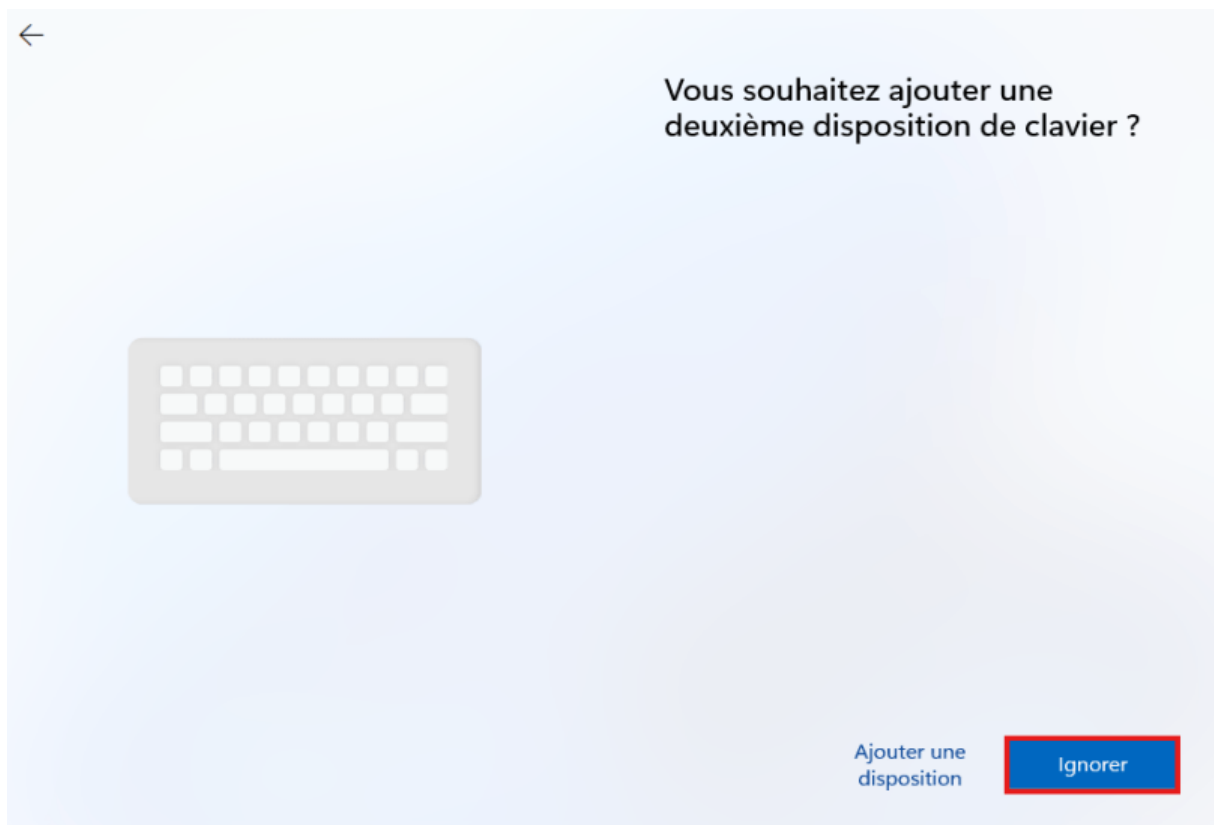 Vous souhaitez ajouter une
deuxième disposition de clavier ?
Ajouter une
disposition
Ignorer